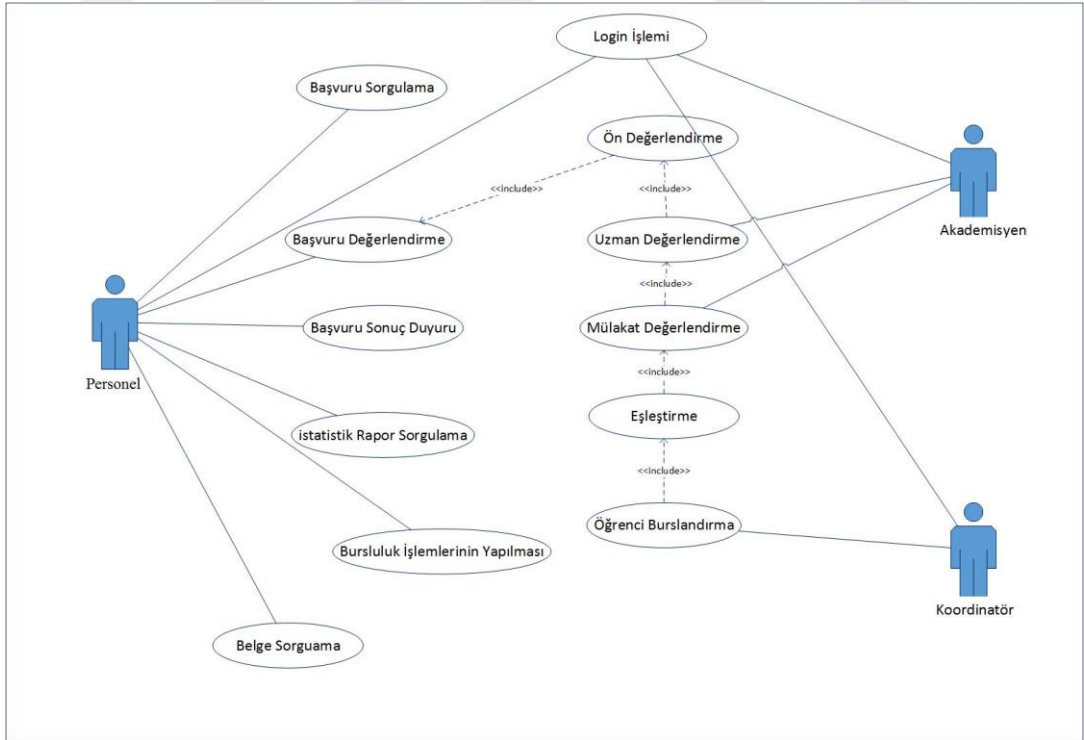 Login İşlemi
Başvuru Sorgulama
Ön Değerlendirme
<<include>>
<<include>>
Akademisyen
Başvuru Değerlendirme
Uzman Değerlendirme
<<include>>
Başvuru Sonuç Duyuru
Mülakat Değerlendirme
Personel
<<include>>
Eşleştirme
istatistik Rapor Sorgulama
<<include>>
Öğrenci Burslandırma
Bursluluk İşlemlerinin Yapılması
Koordinatör
Belge Sorguama